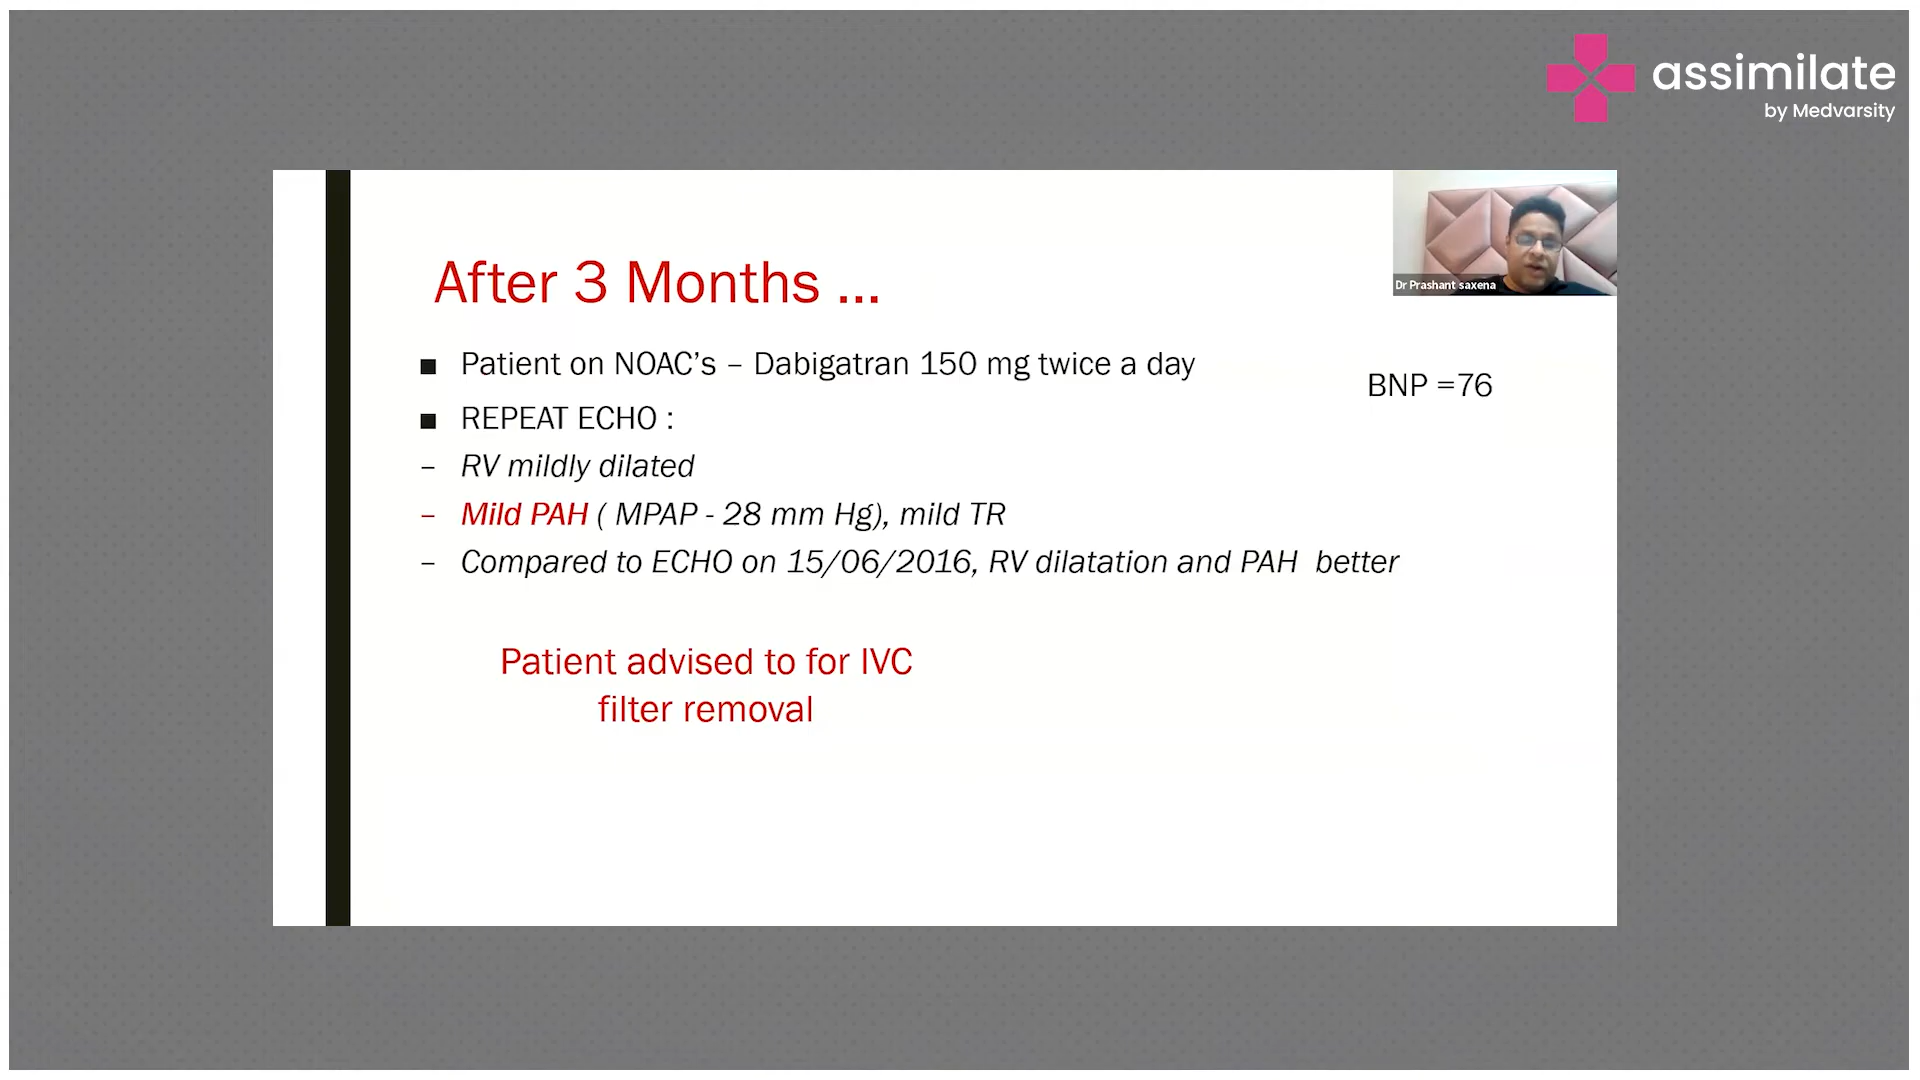 assimilate
by Medvarsity
Dr Prashant saxena
After 3 Months ...
■ Patient on NOAC's – Dabigatran 150 mg twice a day
BNP =76
■ REPEAT ECHO :
– RV mildly dilated
– Mild PAH ( MPAP - 28 mm Hg), mild TR
– Compared to ECHO on 15/06/2016, RV dilatation and PAH better
Patient advised to for IVC
filter removal